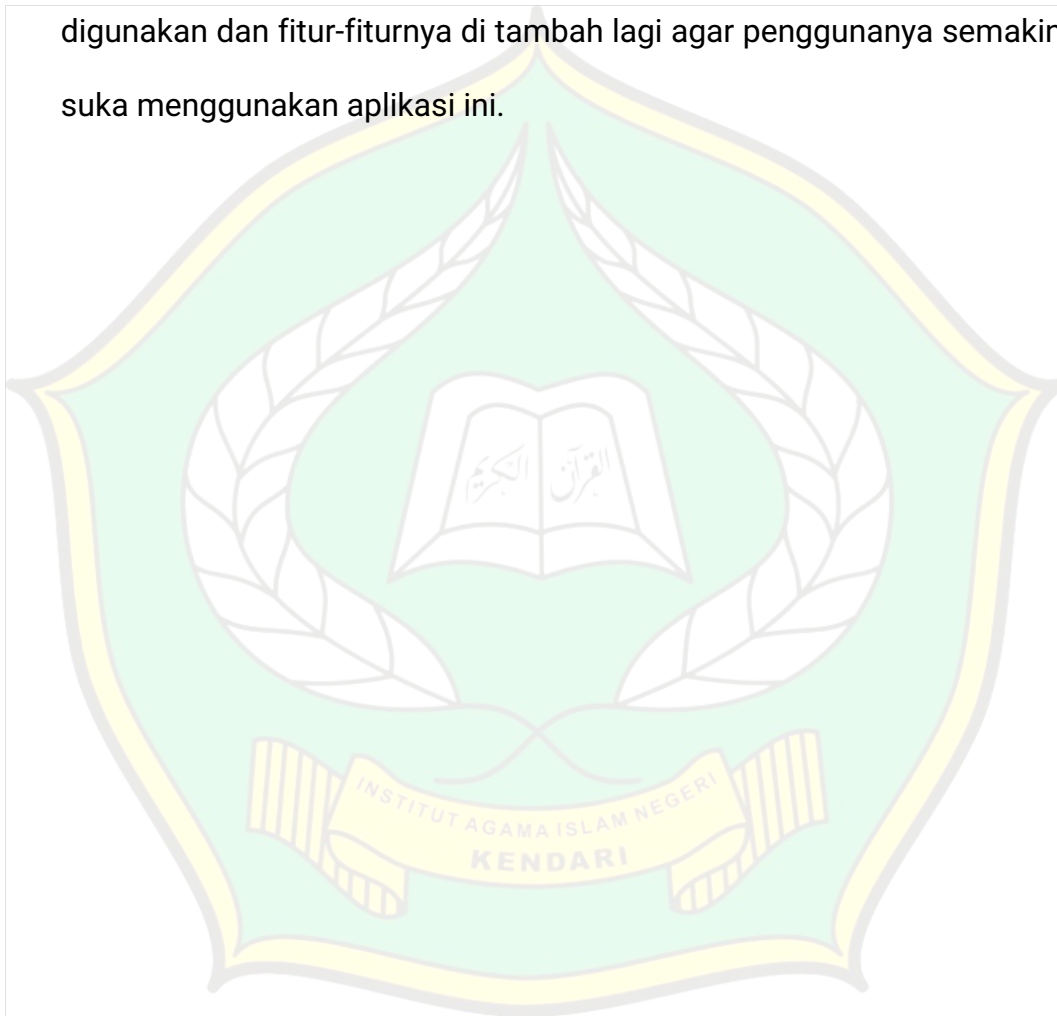 digunakan dan fitur-fiturnya di tambah lagi agar penggunanya semakin
suka menggunakan aplikasi ini.
القرآن الكريم
INSTITUT AGAMA ISLAM NEGERI
KENDARI